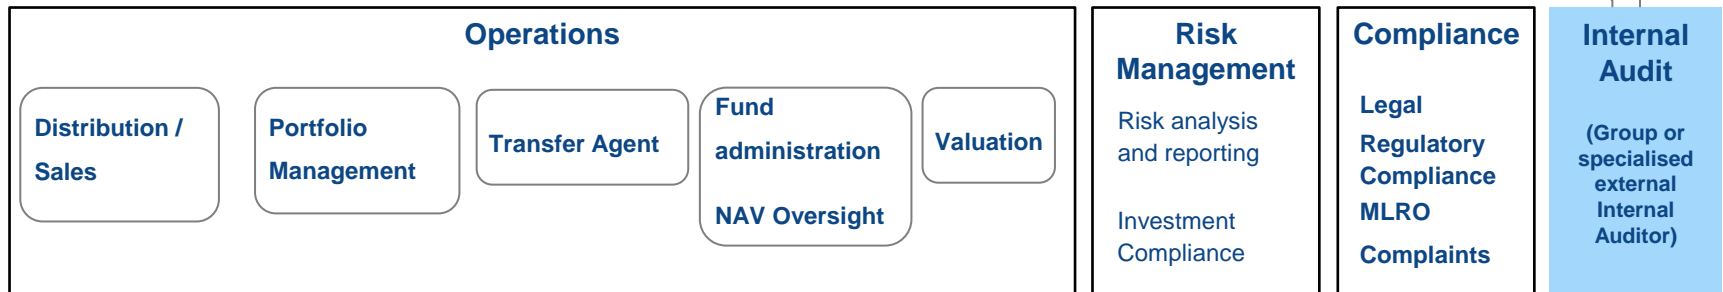 Operations
Distribution /
Sales
Portfolio
Management
Transfer Agent
Fund
administration
NAV Oversight
Valuation
Risk
Management
Risk analysis
and reporting
Investment
Compliance
Compliance
Legal
Regulatory
Compliance
MLRO
Complaints
Internal
Audit
(Group or
specialised
external
Internal
Auditor)